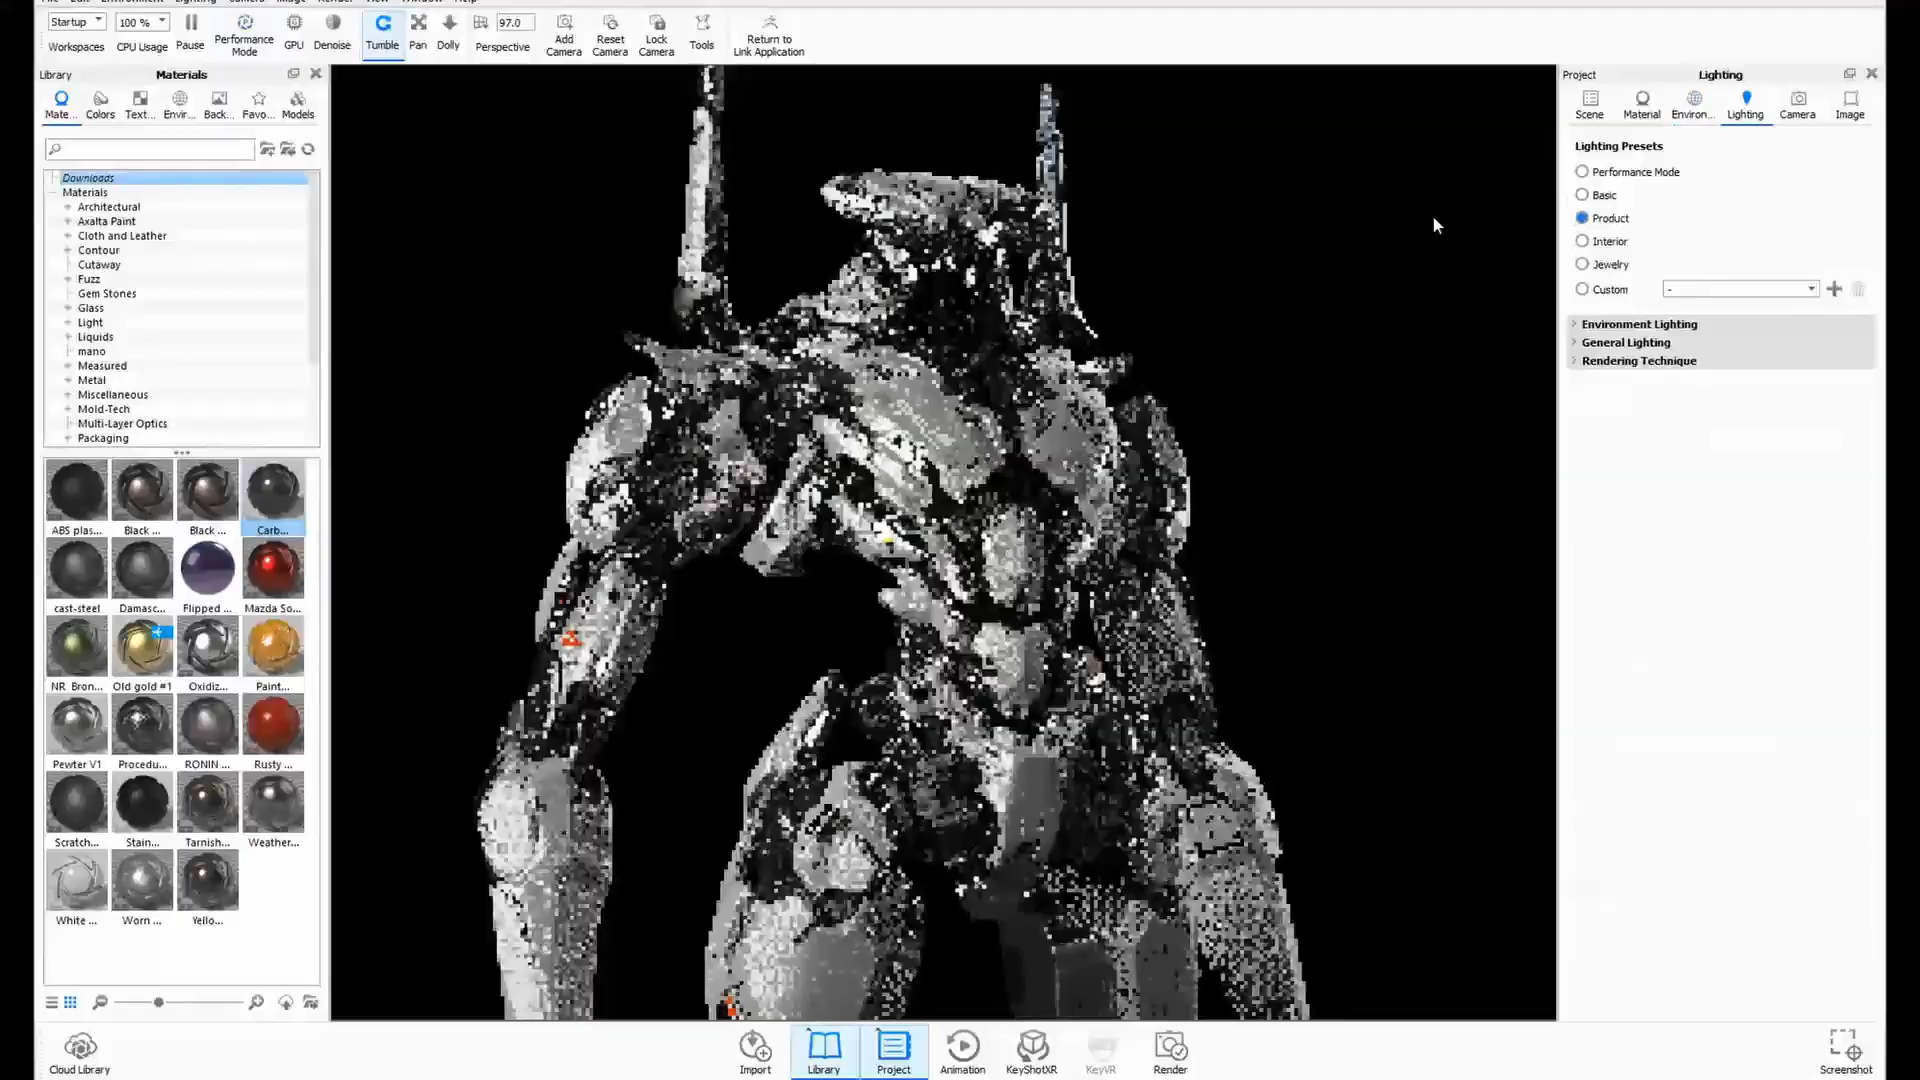 Startup
100 %
97.0
Workspaces
CPU Usage
Pause
Performance
Mode
GPU
Denoise
Tumble
Pan
Dolly
Perspective
Add
Camera
Reset
Camera
Lock
Camera
Tools
Return to
Link Application
Library
Materials
Mate...
Colors
Text...
Envir...
Back...
Favo...
Models
Downloads
Materials
Architectural
Axalta Paint
Cloth and Leather
Contour
Cutaway
Fuzz
Gem Stones
Glass
Light
Liquids
mano
Measured
Metal
Miscellaneous
Mold-Tech
Multi-Layer Optics
Packaging
ABS plas...
Black ...
Black ...
Carb...
cast-steel
Damasc...
Flipped ...
Mazda So...
NR_Bron...
Old gold #1
Oxidiz...
Paint...
Pewter V1
Procedu...
RONIN ...
Rusty ...
Scratch...
Stain...
Tarnish...
Weather...
White ...
Worn ...
Yello...
Project
Lighting
Scene
Material
Environ...
Lighting
Camera
Image
Lighting Presets
Performance Mode
Basic
Product
Interior
Jewelry
Custom
-
Environment Lighting
General Lighting
Rendering Technique
Cloud Library
Import
Library
Project
Animation
KeyShotXR
KeyVR
Render
Screenshot